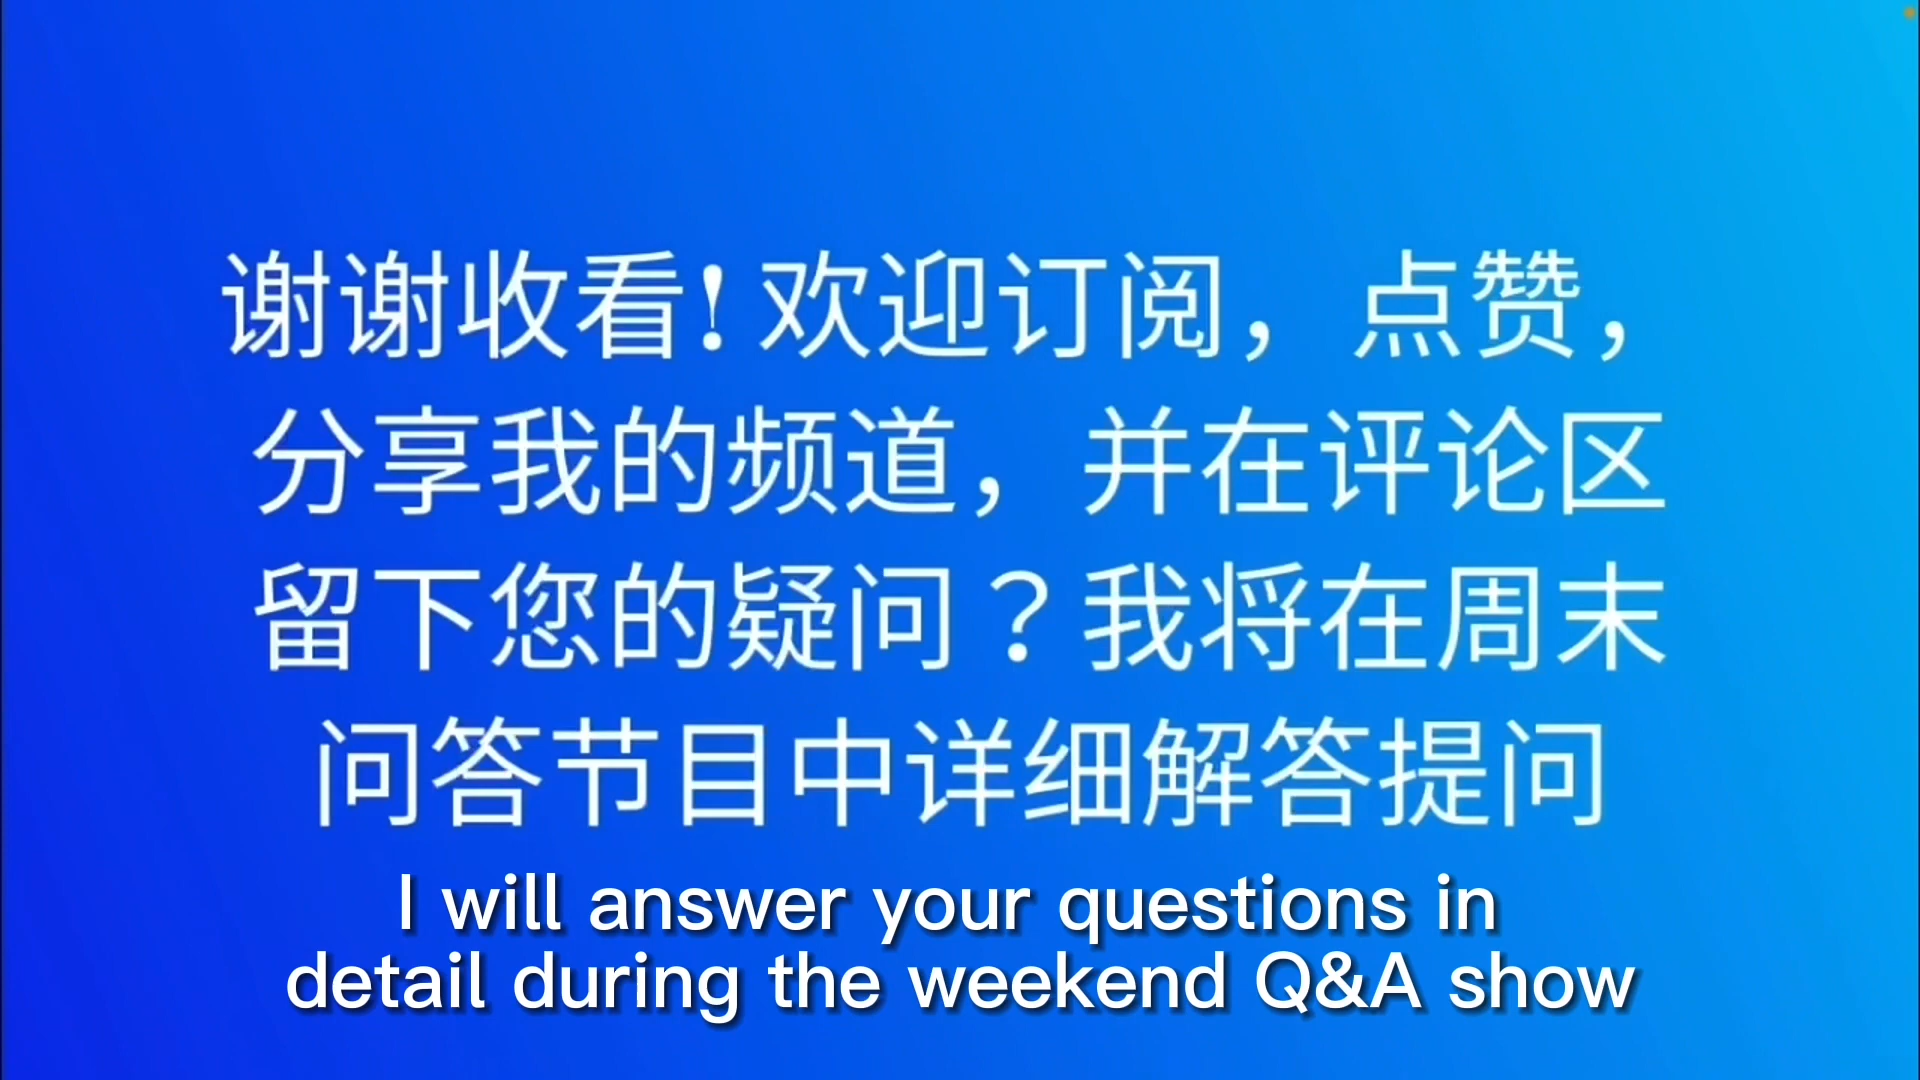 谢谢收看！欢迎订阅，点赞，
分享我的频道，并在评论区
留下您的疑问？我将在周末
问答节目中详细解答提问
I will answer your questions in
detail during the weekend Q&A show